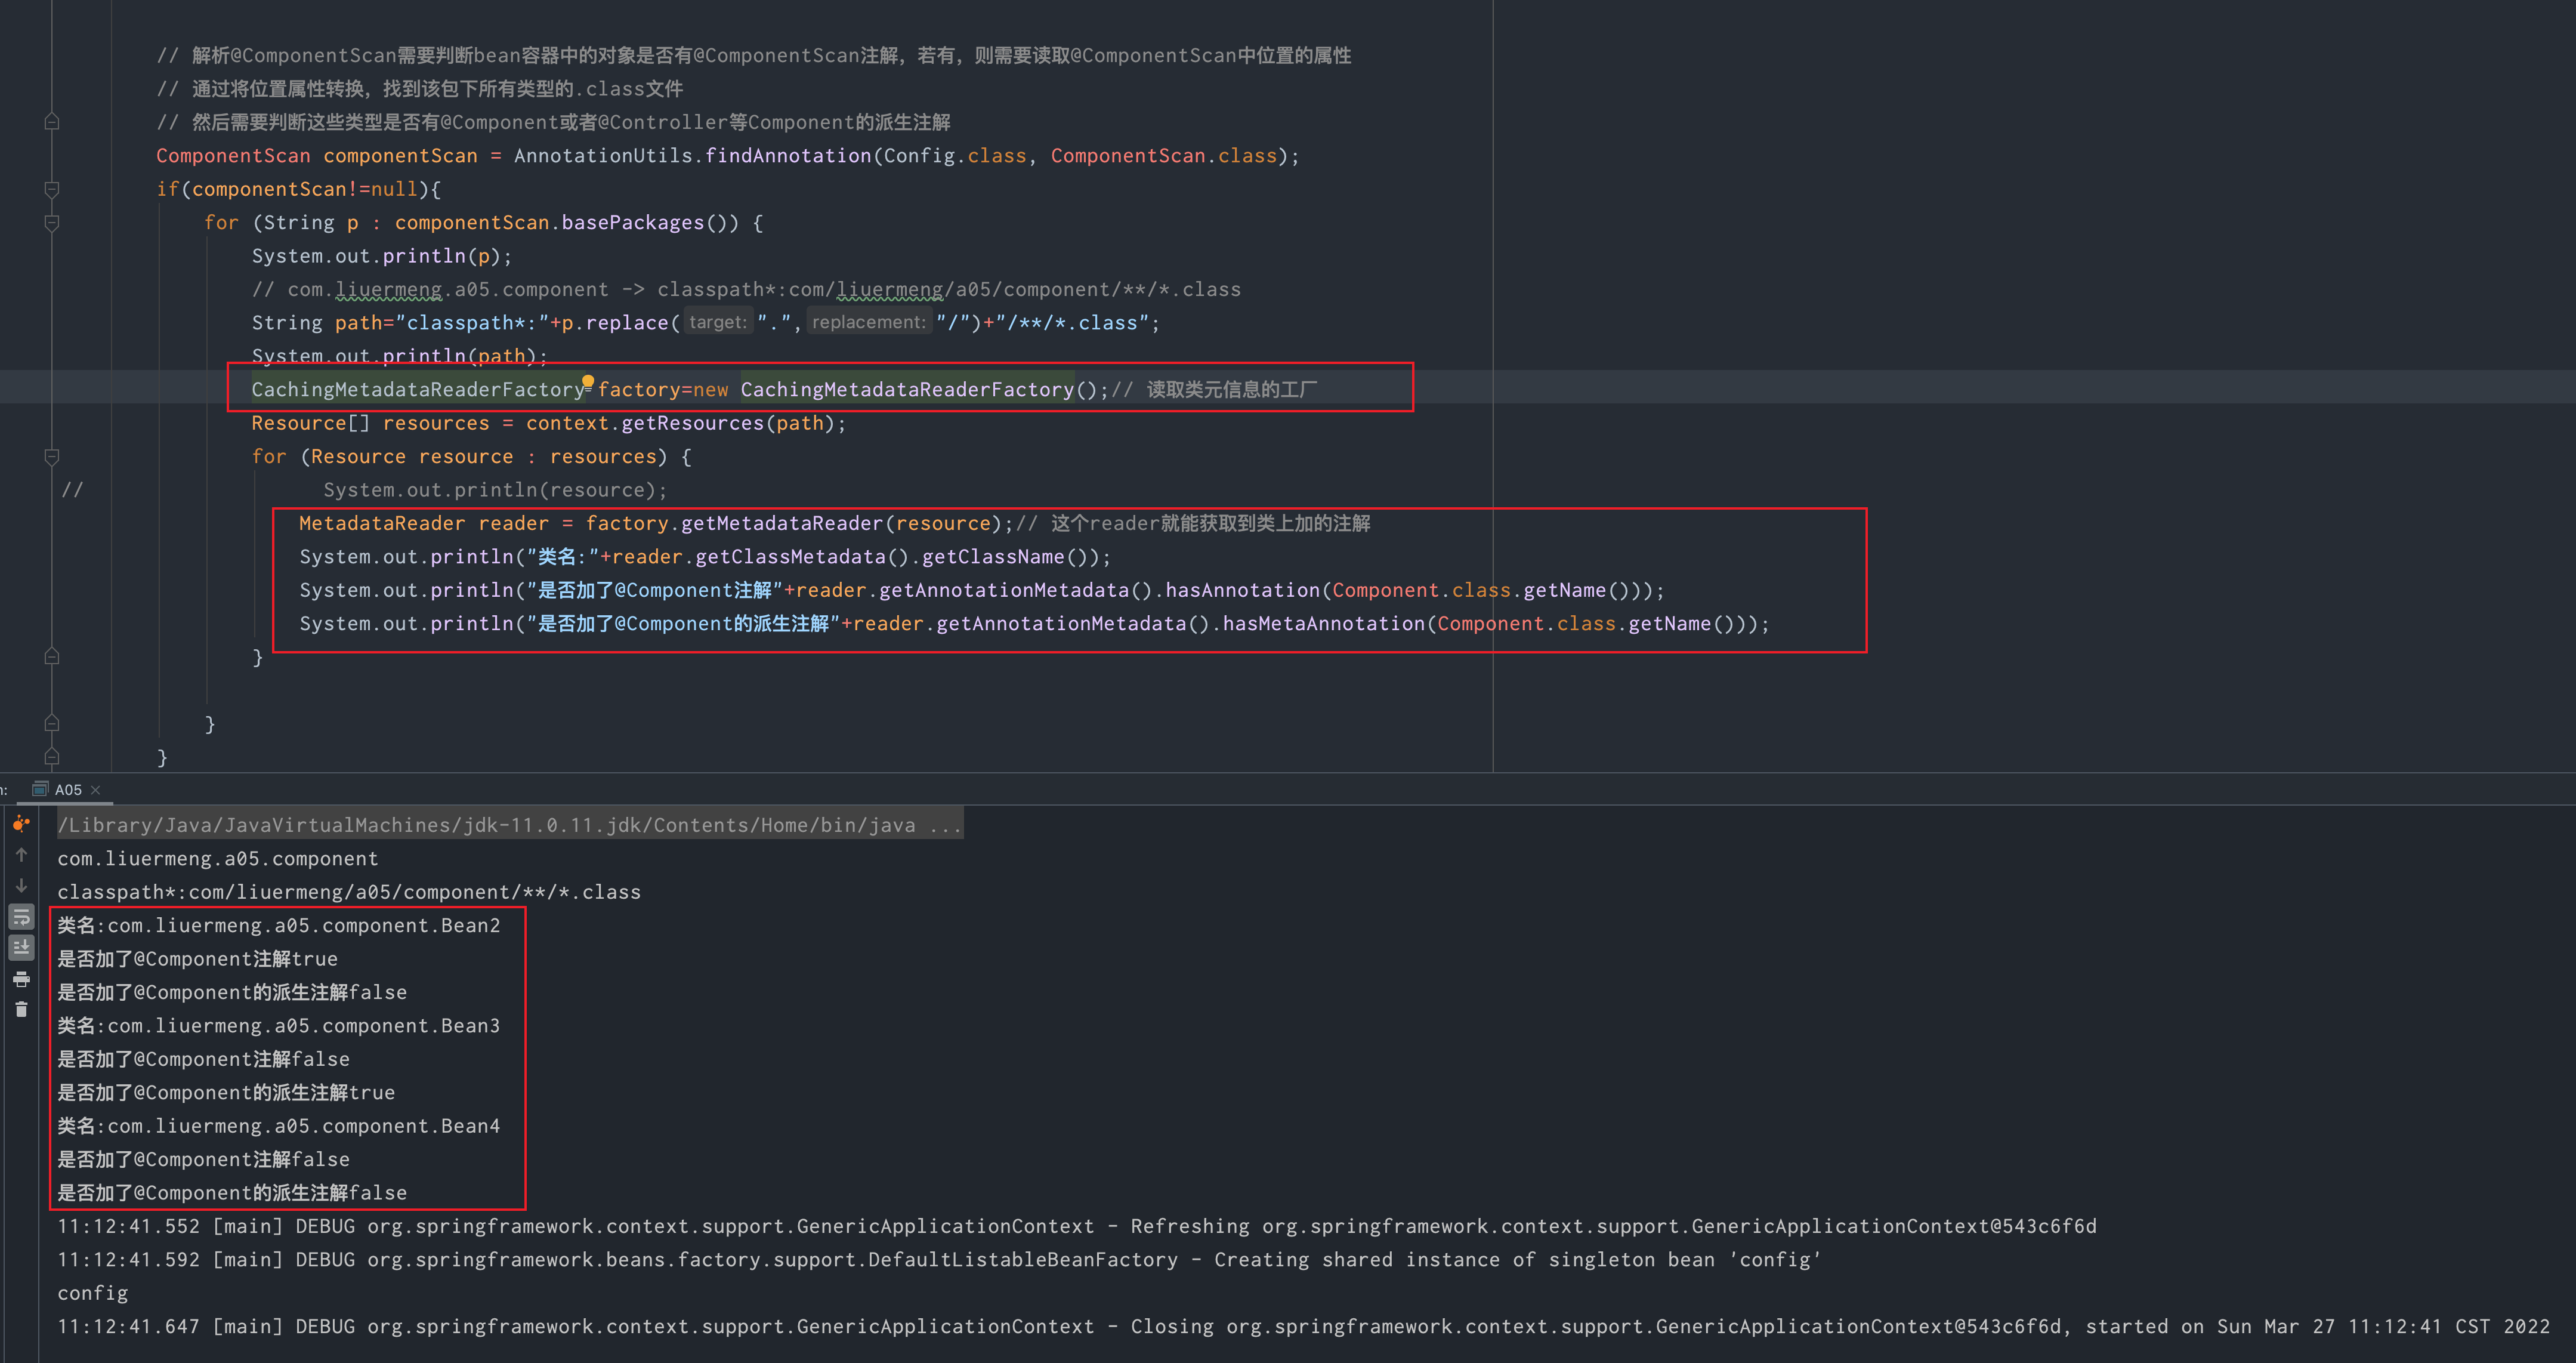 // 解析@ComponentScan需要判断bean容器中的对象是否有@ComponentScan注解，若有，则需要读取@ComponentScan中位置的属性
// 通过将位置属性转换，找到该包下所有类型的.class文件
// 然后需要判断这些类型是否有@Component或者@Controller等Component的派生注解
ComponentScan componentScan = AnnotationUtils.findAnnotation(Config.class, ComponentScan.class);
if(componentScan!=null){
for (String p : componentScan.basePackages()) {
System.out.println(p);
// com.liuermeng.a05.component -> classpath*:com/liuermeng/a05/component/**/*.class
String path="classpath*:"+p.replace( target: ".", replacement: "/")+"/**/*.class";
System.out.println(path);
CachingMetadataReaderFactory factory=new CachingMetadataReaderFactory();// 读取类元信息的工厂
Resource[] resources = context.getResources(path);
for (Resource resource : resources) {
// System.out.println(resource);
MetadataReader reader = factory.getMetadataReader(resource);// 这个reader就能获取到类上加的注解
System.out.println("类名:"+reader.getClassMetadata().getClassName());
System.out.println("是否加了@Component注解"+reader.getAnnotationMetadata().hasAnnotation(Component.class.getName()));
System.out.println("是否加了@Component的派生注解"+reader.getAnnotationMetadata().hasMetaAnnotation(Component.class.getName()));
}
}
}
: A05 ×
/Library/Java/JavaVirtualMachines/jdk-11.0.11.jdk/Contents/Home/bin/java ...
com.liuermeng.a05.component
classpath*:com/liuermeng/a05/component/**/*.class
类名:com.liuermeng.a05.component.Bean2
是否加了@Component注解true
是否加了@Component的派生注解false
类名:com.liuermeng.a05.component.Bean3
是否加了@Component注解false
是否加了@Component的派生注解true
类名:com.liuermeng.a05.component.Bean4
是否加了@Component注解false
是否加了@Component的派生注解false
11:12:41.552 [main] DEBUG org.springframework.context.support.GenericApplicationContext - Refreshing org.springframework.context.support.GenericApplicationContext@543c6f6d
11:12:41.592 [main] DEBUG org.springframework.beans.factory.support.DefaultListableBeanFactory - Creating shared instance of singleton bean 'config'
config
11:12:41.647 [main] DEBUG org.springframework.context.support.GenericApplicationContext - Closing org.springframework.context.support.GenericApplicationContext@543c6f6d, started on Sun Mar 27 11:12:41 CST 2022